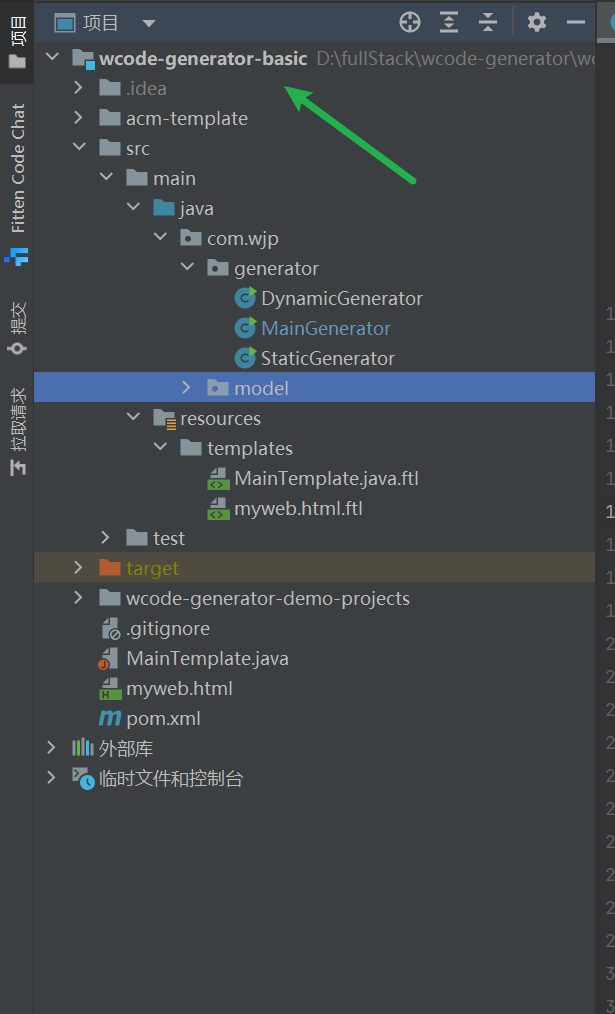 项目
wcode-generator-basic D:\fullStack\wcode-generator\wc
.idea
acm-template
src
main
java
com.wjp
generator
DynamicGenerator
MainGenerator
StaticGenerator
model
resources
templates
MainTemplate.java.ftl
myweb.html.ftl
test
target
wcode-generator-demo-projects
.gitignore
MainTemplate.java
myweb.html
pom.xml
外部库
临时文件和控制台
项目
Fitten Code Chat
提交
拉取请求